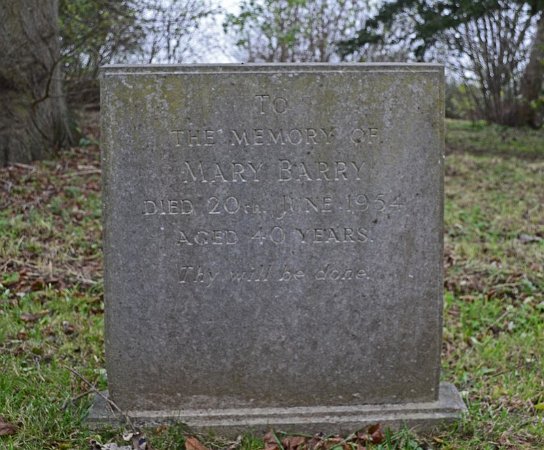 TO
THE MEMORY OF
MARY BARRY
DIED 20TH JUNE 1954
AGED 40 YEARS.
Thy will be done.